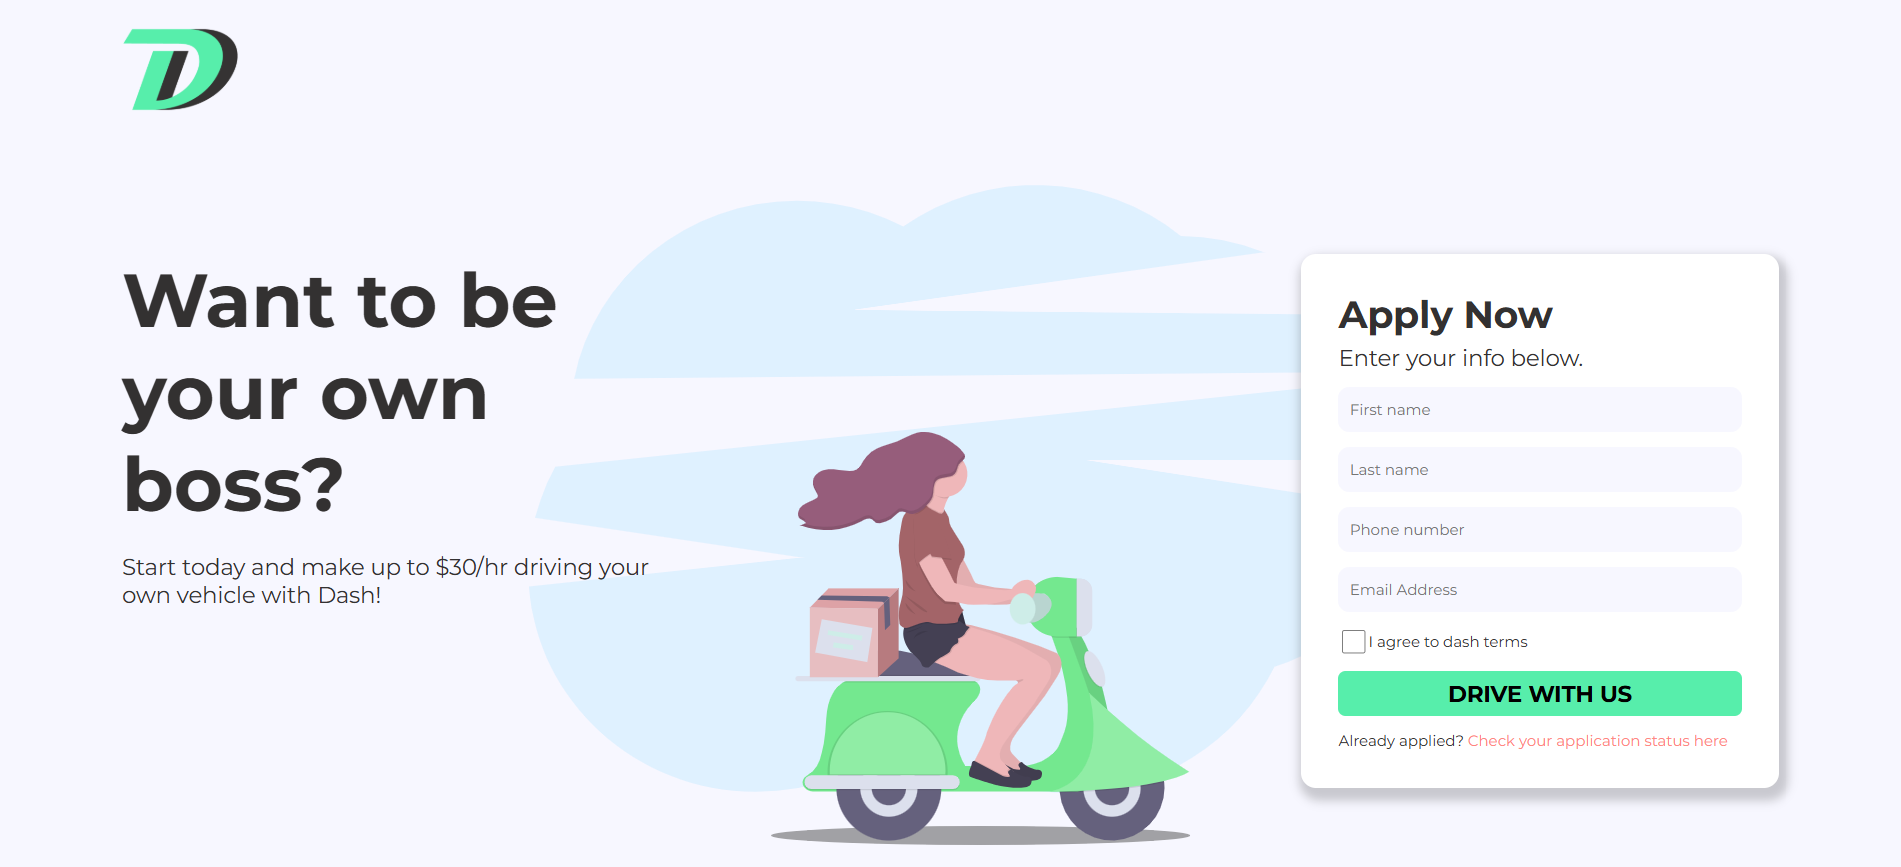 Want to be
your own
boss?
Start today and make up to $30/hr driving your
own vehicle with Dash!
Apply Now
Enter your info below.
First name
Last name
Phone number
Email Address
I agree to dash terms
DRIVE WITH US
Already applied? Check your application status here